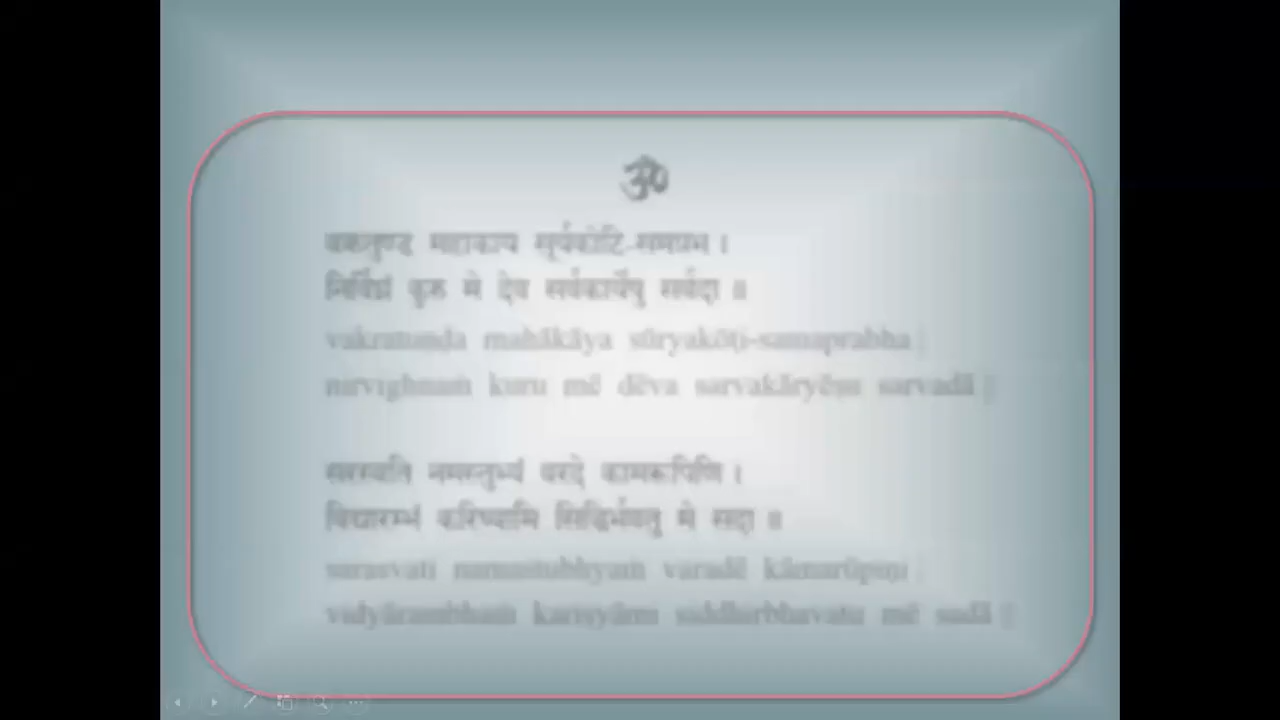 ॐ
वक्रतुण्ड महाकाय सूर्यकोटि-समप्रभ ।
निर्विघ्नं कुरु मे देव सर्वकार्येषु सर्वदा ॥
vakratuṇḍa mahākāya sūryakōṭi-samaprabha |
nirvighnaṁ kuru mē dēva sarvakāryēṣu sarvadā ||
सरस्वति नमस्तुभ्यं वरदे कामरूपिणि ।
विद्यारम्भं करिष्यामि सिद्धिर्भवतु मे सदा ॥
sarasvati namastubhyaṁ varadē kāmarūpiṇi |
vidyārambhaṁ kariṣyāmi siddhirbhavatu mē sadā ||